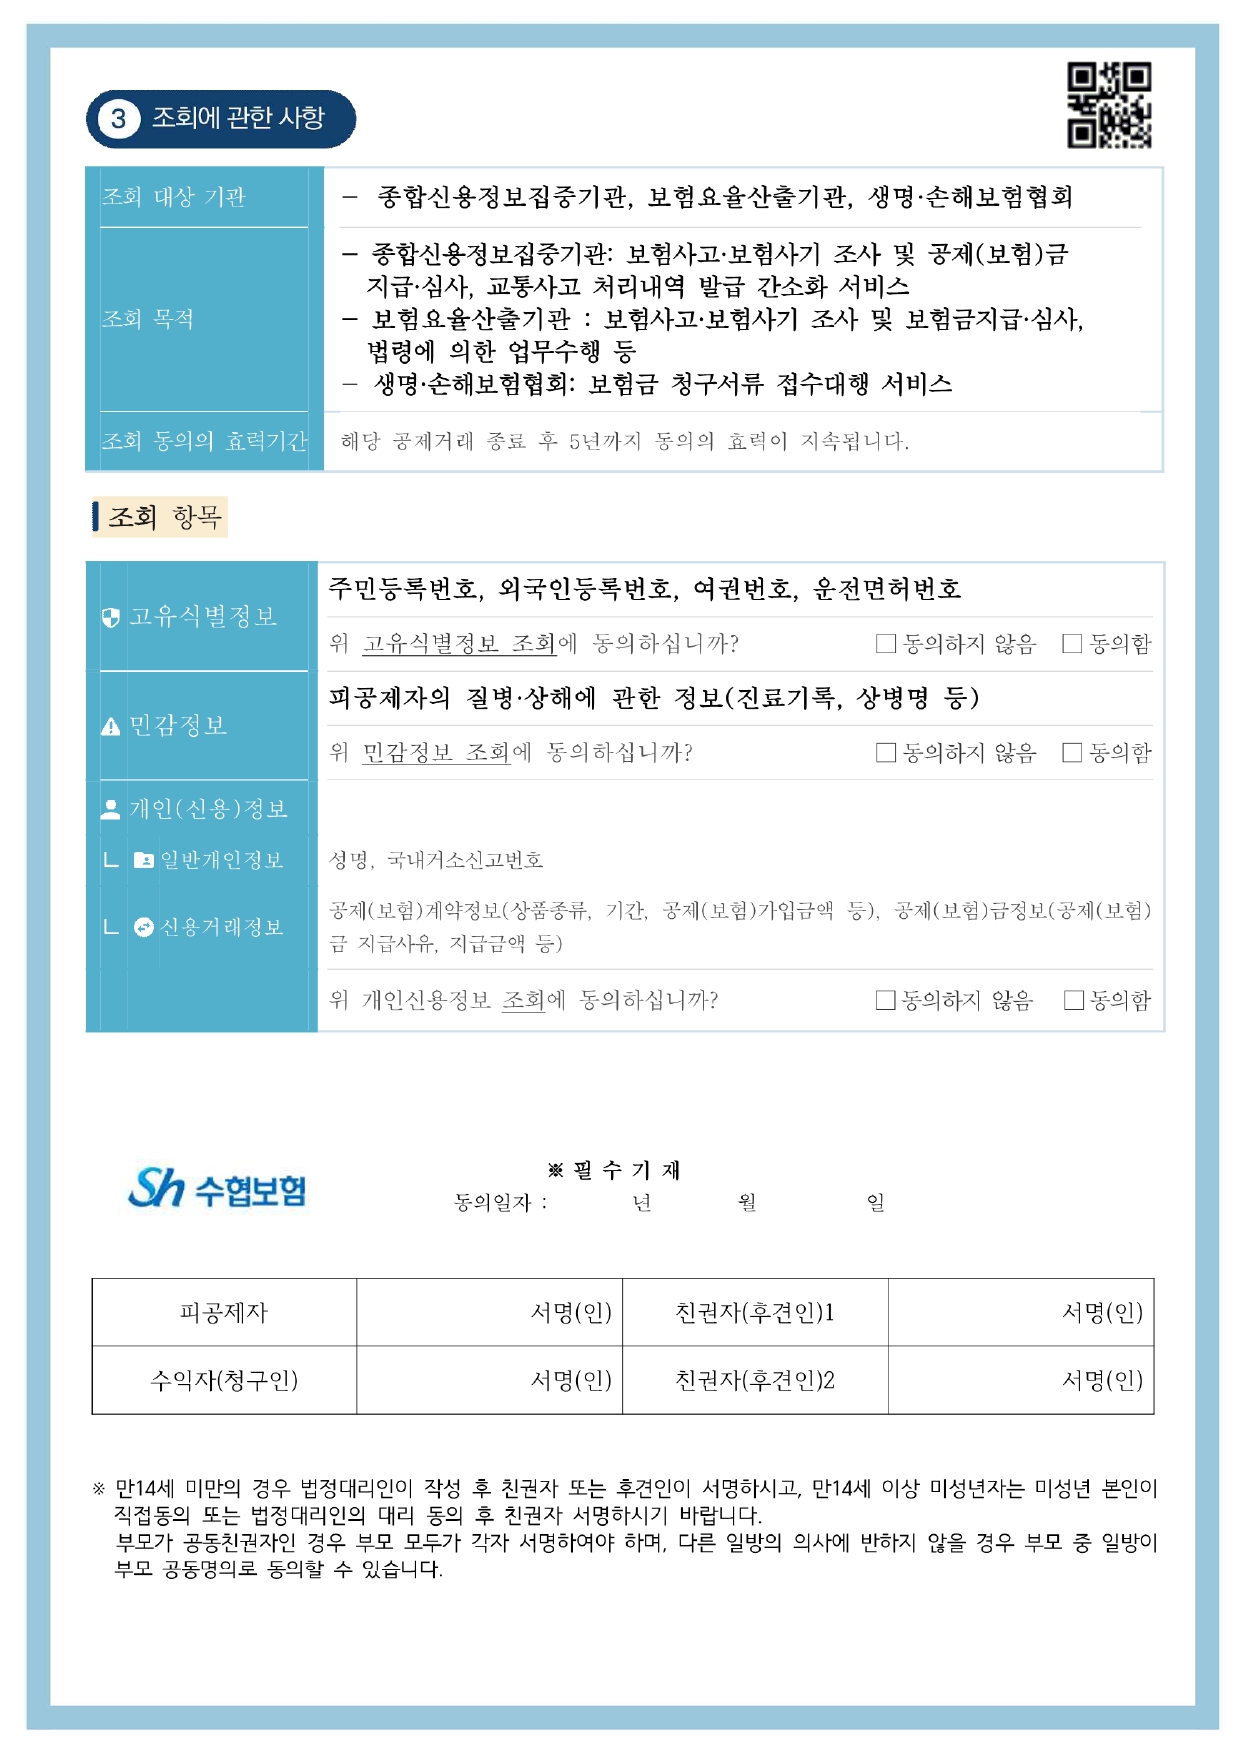 3 조회에 관한 사항
조회 대상 기관
– 종합신용정보집중기관, 보험요율산출기관, 생명·손해보험협회
조회 목적
– 종합신용정보집중기관: 보험사고·보험사기 조사 및 공제(보험)금
지급·심사, 교통사고 처리내역 발급 간소화 서비스
– 보험요율산출기관 : 보험사고·보험사기 조사 및 보험금지급·심사,
법령에 의한 업무수행 등
– 생명·손해보험협회: 보험금 청구서류 접수대행 서비스
조회 동의의 효력기간
해당 공제거래 종료 후 5년까지 동의의 효력이 지속됩니다.
조회 항목
고유식별정보
주민등록번호, 외국인등록번호, 여권번호, 운전면허번호
위 고유식별정보 조회에 동의하십니까? □ 동의하지 않음 □ 동의함
민감정보
피공제자의 질병·상해에 관한 정보(진료기록, 상병명 등)
위 민감정보 조회에 동의하십니까? □ 동의하지 않음 □ 동의함
개인(신용)정보
ㄴ 일반개인정보
성명, 국내거소신고번호
ㄴ 신용거래정보
공제(보험)계약정보(상품종류, 기간, 공제(보험)가입금액 등), 공제(보험)금정보(공제(보험)
금 지급사유, 지급금액 등)
위 개인신용정보 조회에 동의하십니까? □ 동의하지 않음 □ 동의함
Sh 수협보험
※ 필 수 기 재
동의일자 : 년 월 일
피공제자 서명(인) 친권자(후견인)1 서명(인)
수익자(청구인) 서명(인) 친권자(후견인)2 서명(인)
※ 만14세 미만의 경우 법정대리인이 작성 후 친권자 또는 후견인이 서명하시고, 만14세 이상 미성년자는 미성년 본인이
직접동의 또는 법정대리인의 대리 동의 후 친권자 서명하시기 바랍니다.
부모가 공동친권자인 경우 부모 모두가 각자 서명하여야 하며, 다른 일방의 의사에 반하지 않을 경우 부모 중 일방이
부모 공동명의로 동의할 수 있습니다.